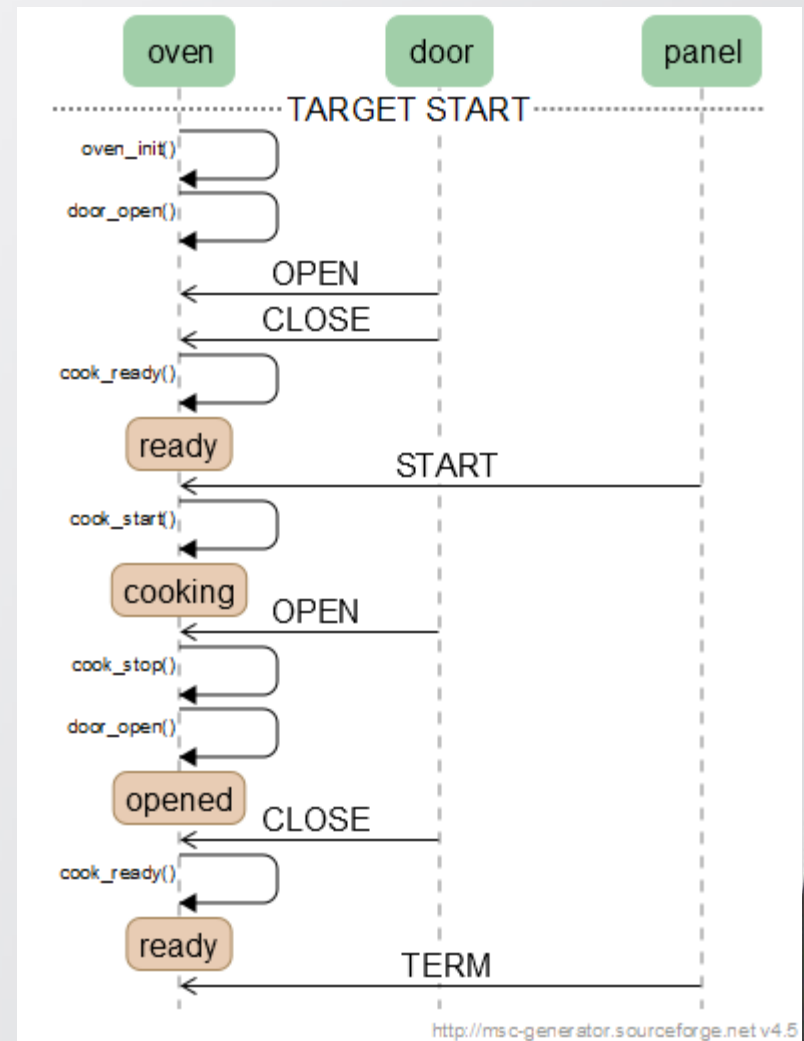 oven door panel
TARGET START
oven_init()
door_open()
OPEN
CLOSE
cook_ready()
ready
START
cook_start()
cooking
OPEN
cook_stop()
door_open()
opened
CLOSE
cook_ready()
ready
TERM
http://msc-generator.sourceforge.net v4.5